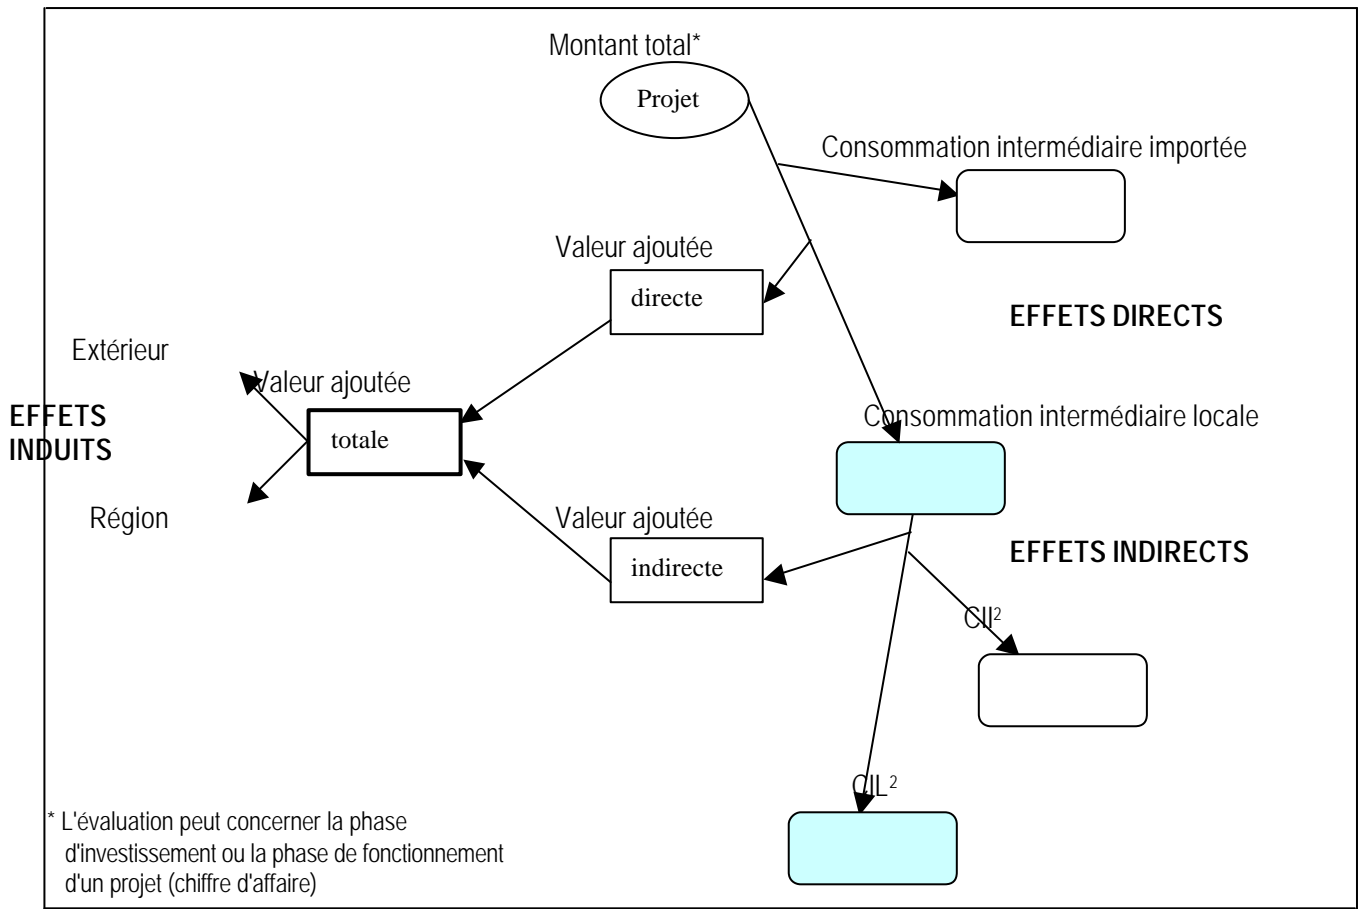 Montant total*
Projet
Consommation intermédiaire importée
Valeur ajoutée
directe
EFFETS DIRECTS
Extérieur
Valeur ajoutée
EFFETS
INDUITS
totale
Consommation intermédiaire locale
Région
Valeur ajoutée
indirecte
EFFETS INDIRECTS
CII²
CIL²
* L'évaluation peut concerner la phase
d'investissement ou la phase de fonctionnement
d'un projet (chiffre d'affaire)